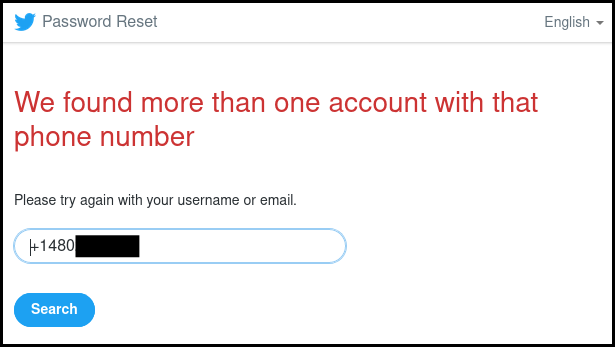 Password Reset English
We found more than one account with that
phone number
Please try again with your username or email.
+1480
Search